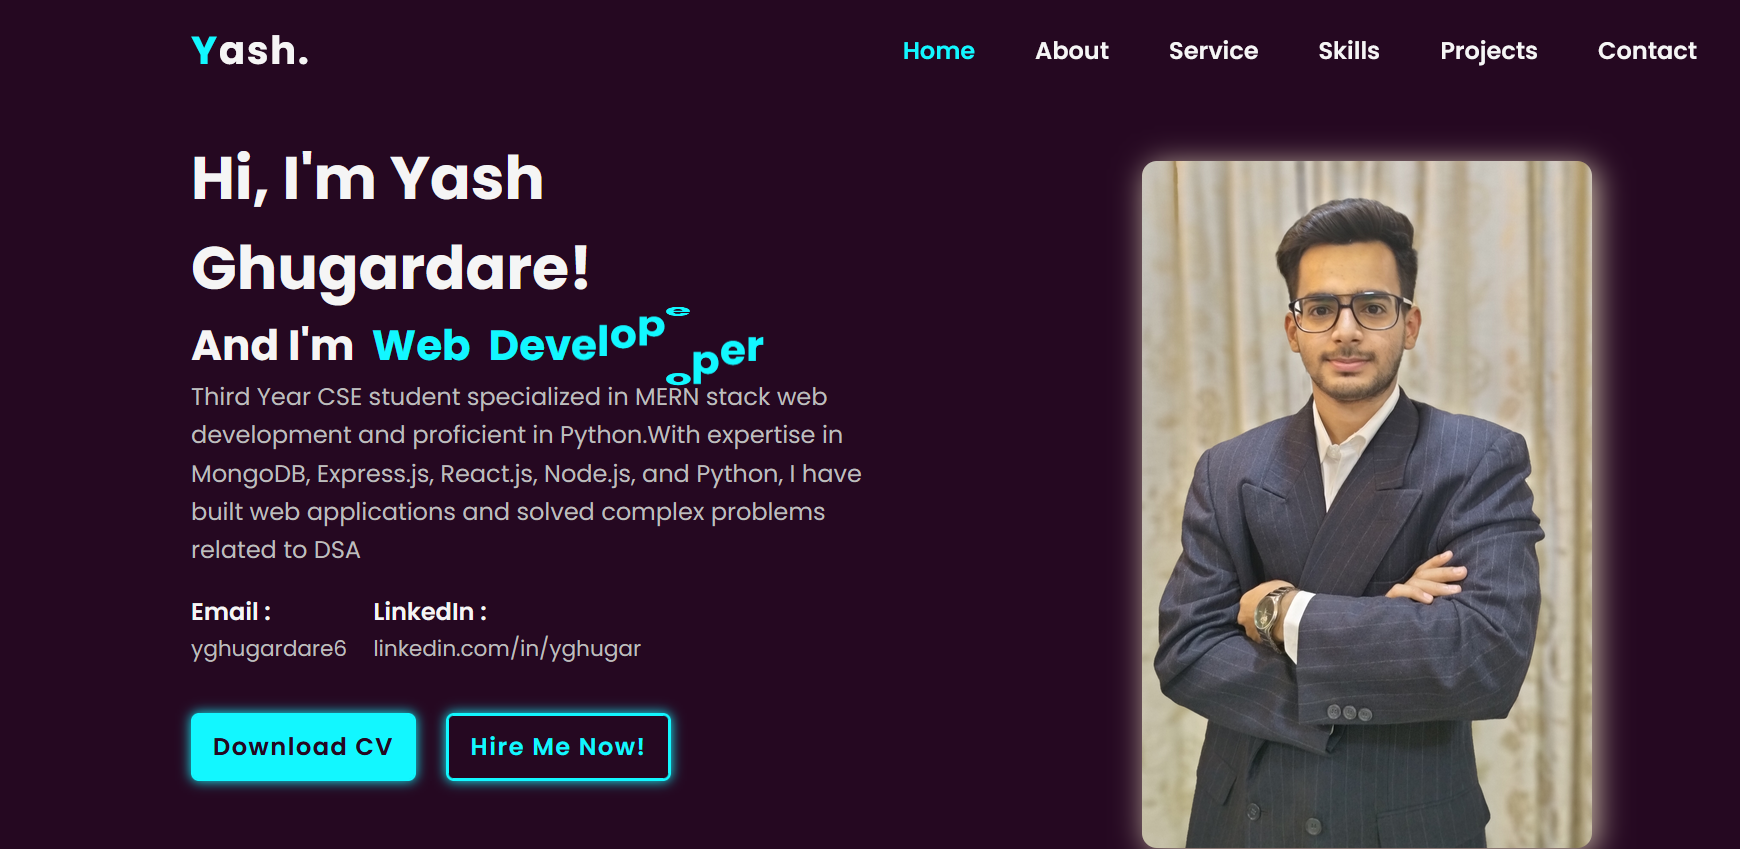 Yash.
Home About Service Skills Projects Contact
Hi, I'm Yash
Ghugardare!
And I'm Web Developer
Third Year CSE student specialized in MERN stack web
development and proficient in Python.With expertise in
MongoDB, Express.js, React.js, Node.js, and Python, I have
built web applications and solved complex problems
related to DSA
Email : LinkedIn :
yghugardare6 linkedin.com/in/yghugar
Download CV Hire Me Now!